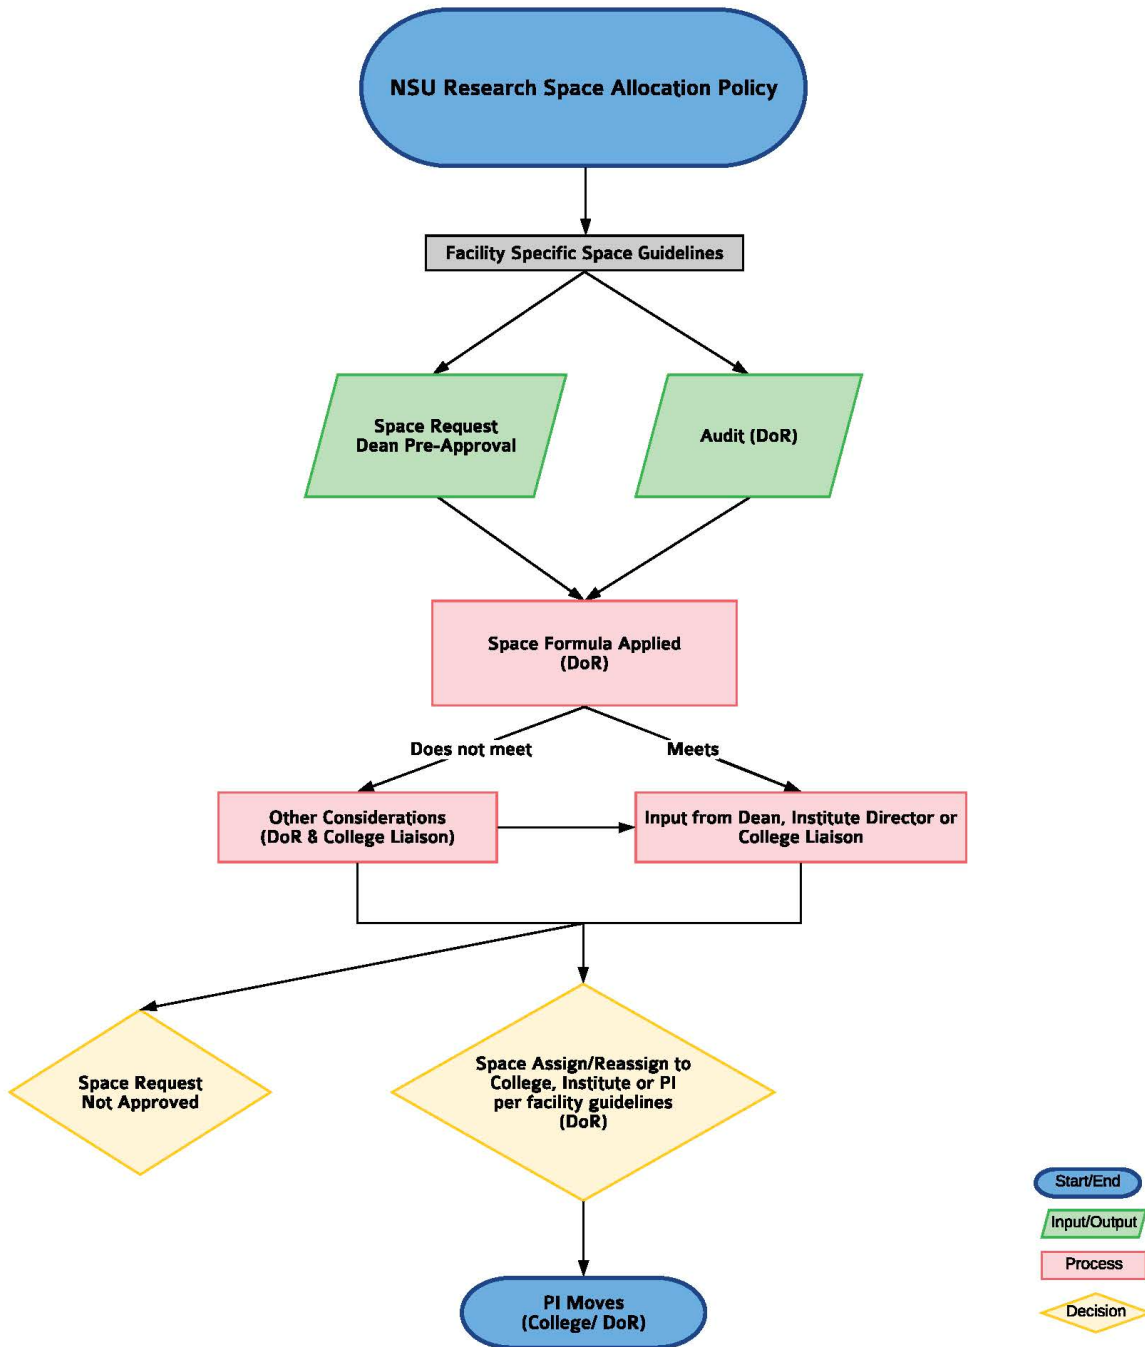 NSU Research Space Allocation Policy
Facility Specific Space Guidelines
Space Request
Dean Pre-Approval
Audit (DoR)
Space Formula Applied
(DoR)
Does not meet
Meets
Other Considerations
(DoR & College Liaison)
Input from Dean, Institute Director or
College Liaison
Space Request
Not Approved
Space Assign/Reassign to
College, Institute or PI
per facility guidelines
(DoR)
PI Moves
(College/ DoR)
Start/End
Input/Output
Process
Decision